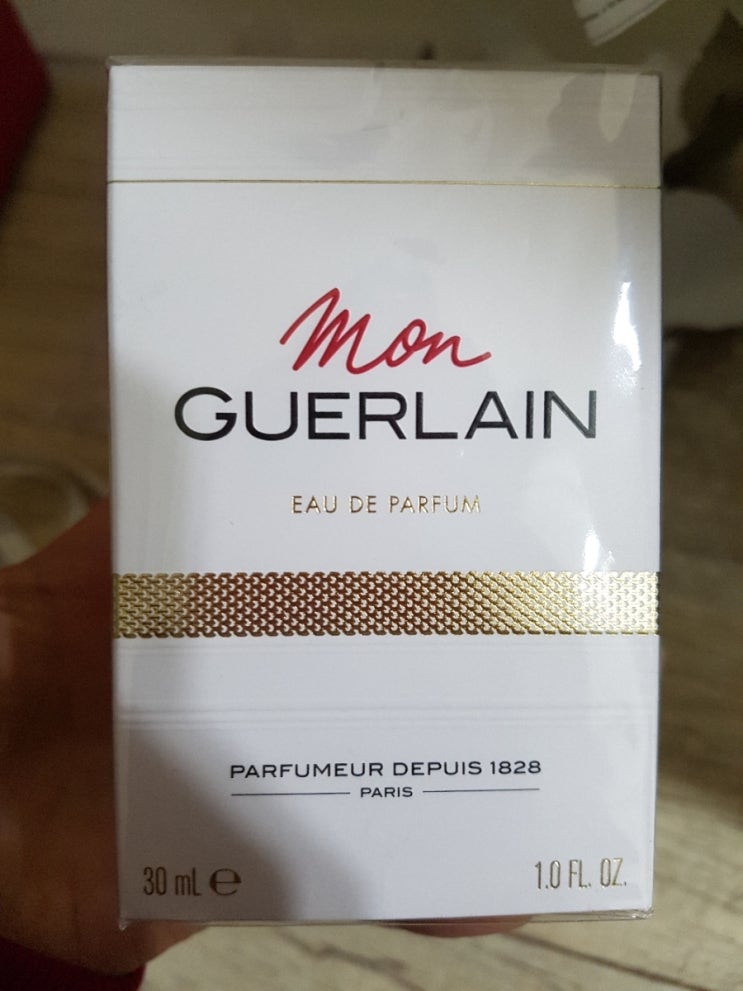 Mon
GUERLAIN
EAU DE PARFUM
PARFUMEUR DEPUIS 1828
PARIS
30 mL ℮
1.0 FL. OZ.